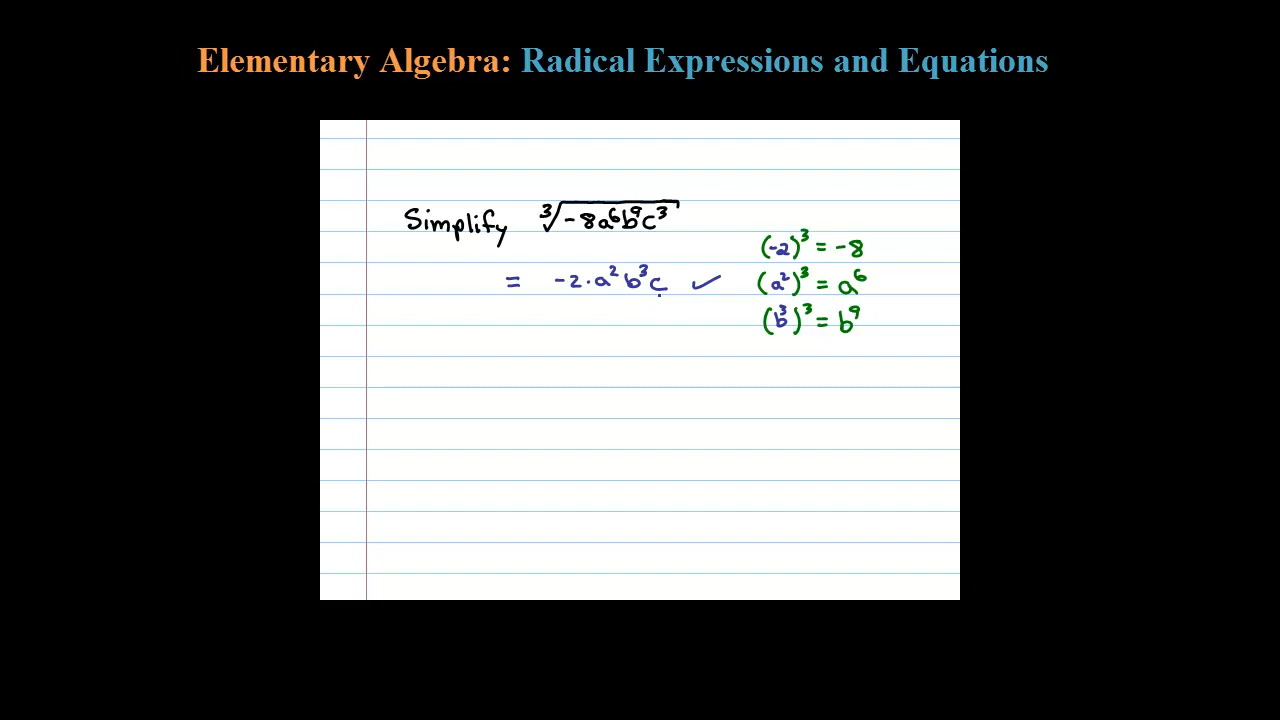 Elementary Algebra: Radical Expressions and Equations
Simplify ∛(-8a⁶b⁹c³)
(-2)³ = -8
= -2·a²b³c ✓
(a²)³ = a⁶
(b³)³ = b⁹